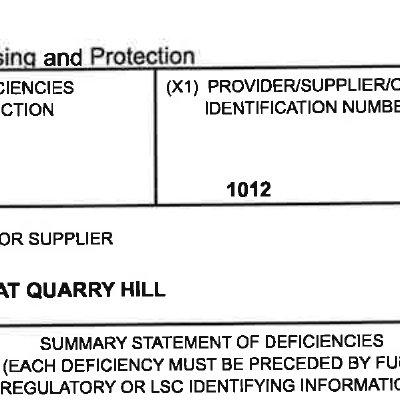 sing and Protection
CIENCIES
CTION
(X1) PROVIDER/SUPPLIER/C
IDENTIFICATION NUMBE
1012
OR SUPPLIER
AT QUARRY HILL
SUMMARY STATEMENT OF DEFICIENCIES
(EACH DEFICIENCY MUST BE PRECEDED BY FU
REGULATORY OR LSC IDENTIFYING INFORMATIO